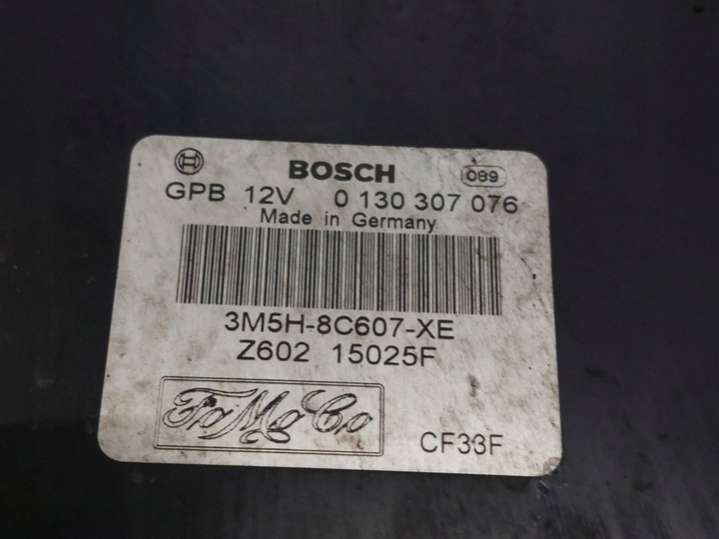 BOSCH 089
GPB 12V 0 130 307 076
Made in Germany
3M5H-8C607-XE
Z602 15025F
FoMoCo
CF33F